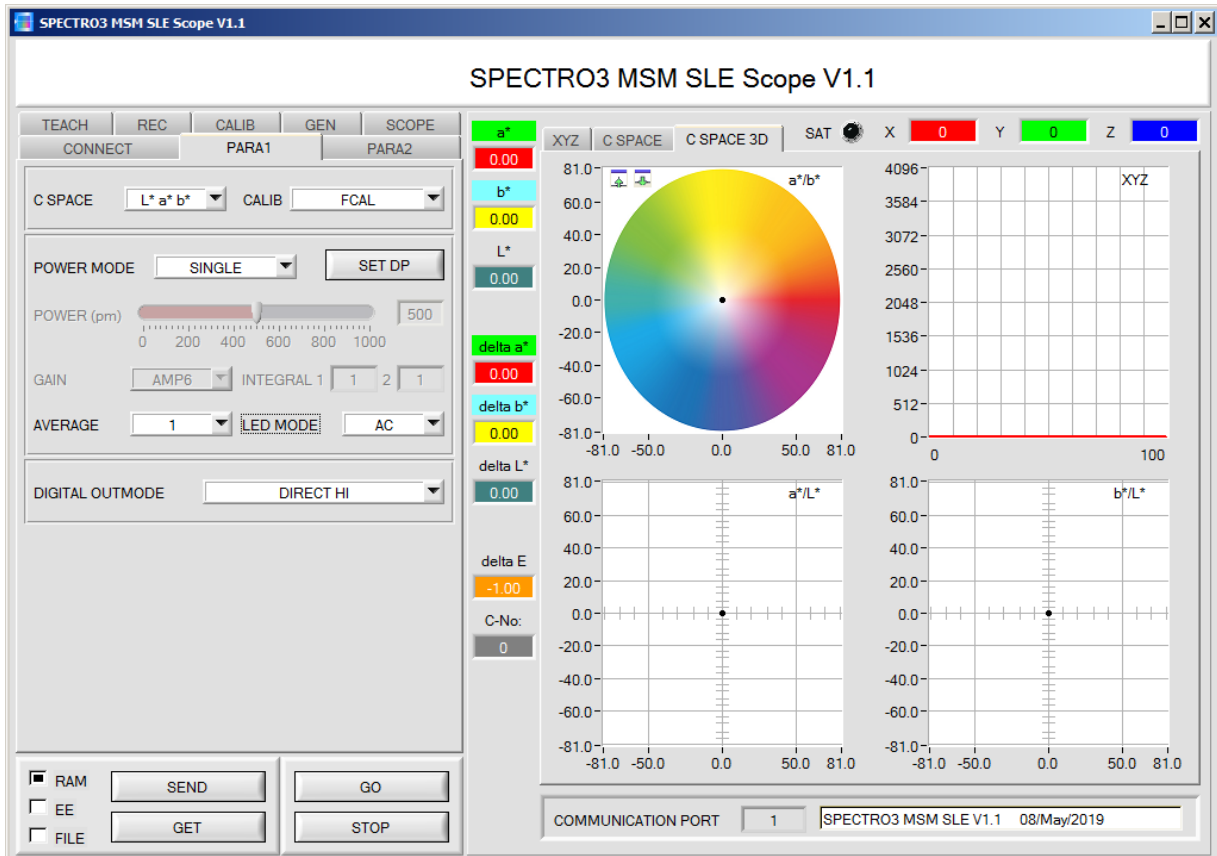 SPECTRO3 MSM SLE Scope V1.1
SPECTRO3 MSM SLE Scope V1.1
TEACH REC CALIB GEN SCOPE
CONNECT PARA1 PARA2
C SPACE L* a* b* CALIB FCAL
POWER MODE SINGLE SET DP
POWER (pm) 500
0 200 400 600 800 1000
GAIN AMP6 INTEGRAL 1 1 2 1
AVERAGE 1 LED MODE AC
DIGITAL OUTMODE DIRECT HI
RAM SEND GO
EE
GET STOP
FILE
a*
0.00
b*
0.00
L*
0.00
delta a*
0.00
delta b*
0.00
delta L*
0.00
delta E
-1.00
C-No:
0
XYZ C SPACE C SPACE 3D SAT X 0 Y 0 Z 0
a*/b*
81.0
60.0
40.0
20.0
0.0
-20.0
-40.0
-60.0
-81.0
-81.0 -50.0 0.0 50.0 81.0
XYZ
4096
3584
3072
2560
2048
1536
1024
512
0
0 100
a*/L*
81.0
60.0
40.0
20.0
0.0
-20.0
-40.0
-60.0
-81.0
-81.0 -50.0 0.0 50.0 81.0
b*/L*
81.0
60.0
40.0
20.0
0.0
-20.0
-40.0
-60.0
-81.0
-81.0 -50.0 0.0 50.0 81.0
COMMUNICATION PORT 1 SPECTRO3 MSM SLE V1.1 08/May/2019